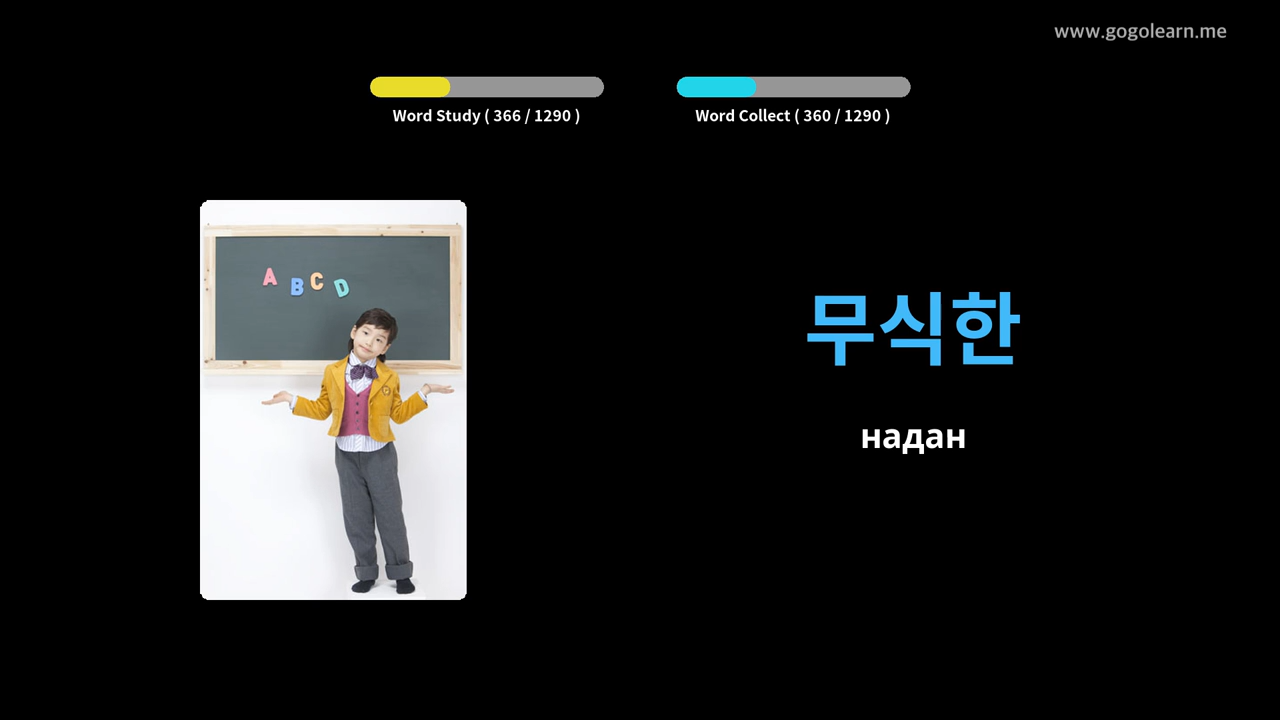 www.gogolearn.me
Word Study ( 366 / 1290 )
Word Collect ( 360 / 1290 )
A B C D
무식한
надан